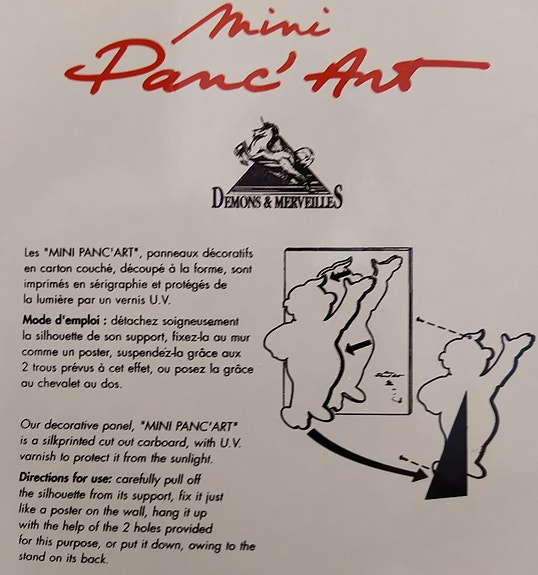 Mini
Panc'Art
DEMONS & MERVEILLES
Les "MINI PANC'ART", panneaux décoratifs
en carton couché, découpé à la forme, sont
imprimés en sérigraphie et protégés de
la lumière par un vernis U.V.
Mode d'emploi : détachez soigneusement
la silhouette de son support, fixez-la au mur
comme un poster, suspendez-la grâce aux
2 trous prévus à cet effet, ou posez la grâce
au chevalet au dos.
Our decorative panel, "MINI PANC'ART"
is a silkprinted cut out carboard, with U.V.
varnish to protect it from the sunlight.
Directions for use: carefully pull off
the silhouette from its support, fix it just
like a poster on the wall, hang it up
with the help of the 2 holes provided
for this purpose, or put it down, owing to the
stand on its back.